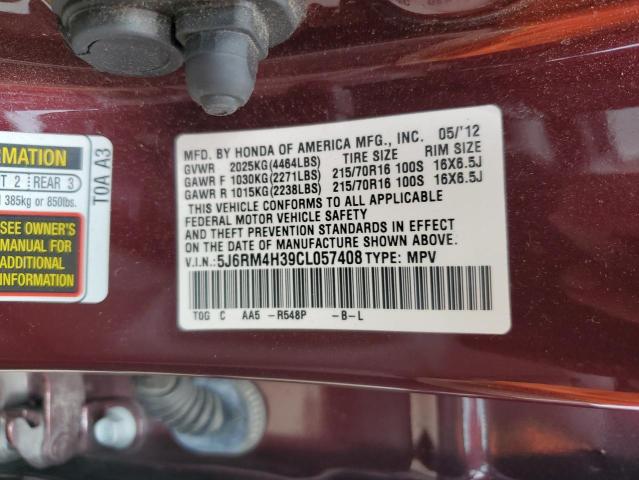 RMATION
T 2 REAR 3
385kg or 850lbs.
SEE OWNER'S
MANUAL FOR
ADDITIONAL
INFORMATION
T0A A3
MFD. BY HONDA OF AMERICA MFG., INC. 05/'12
GVWR 2025KG(4464LBS) TIRE SIZE RIM SIZE
GAWR F 1030KG(2271LBS) 215/70R16 100S 16X6.5J
GAWR R 1015KG(2238LBS) 215/70R16 100S 16X6.5J
THIS VEHICLE CONFORMS TO ALL APPLICABLE
FEDERAL MOTOR VEHICLE SAFETY
AND THEFT PREVENTION STANDARDS IN EFFECT
ON THE DATE OF MANUFACTURE SHOWN ABOVE.
V.I.N.: 5J6RM4H39CL057408 TYPE: MPV
T0G C AA5 -R548P -B-L